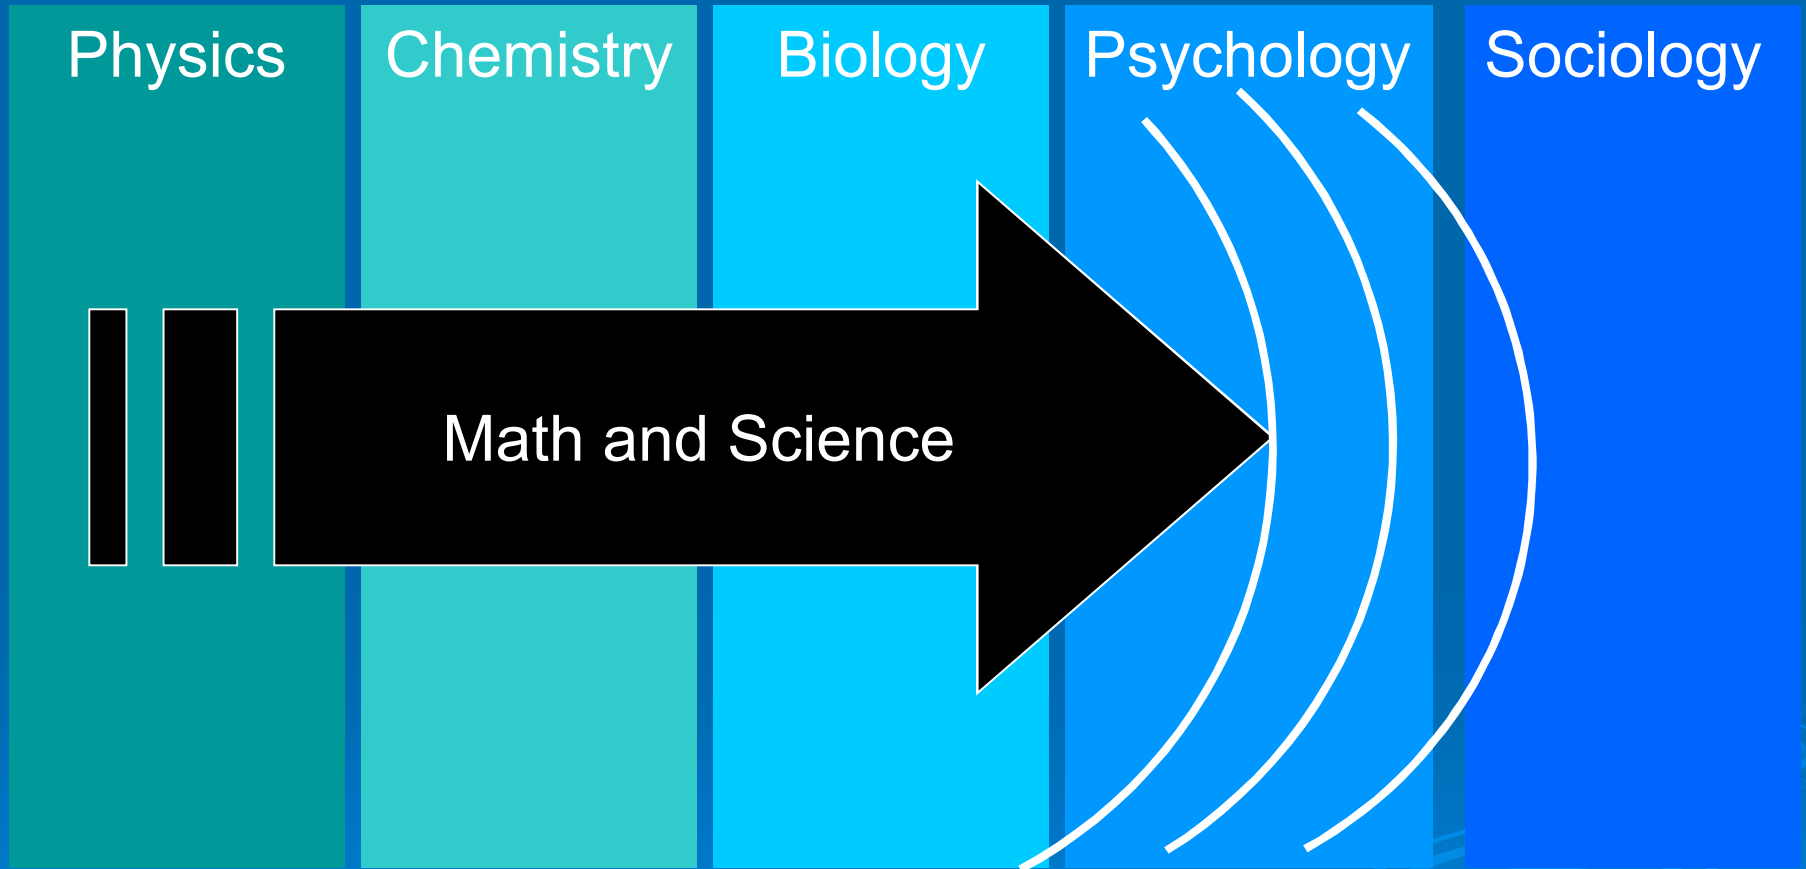 Physics
Chemistry
Biology
Psychology
Sociology
Math and Science